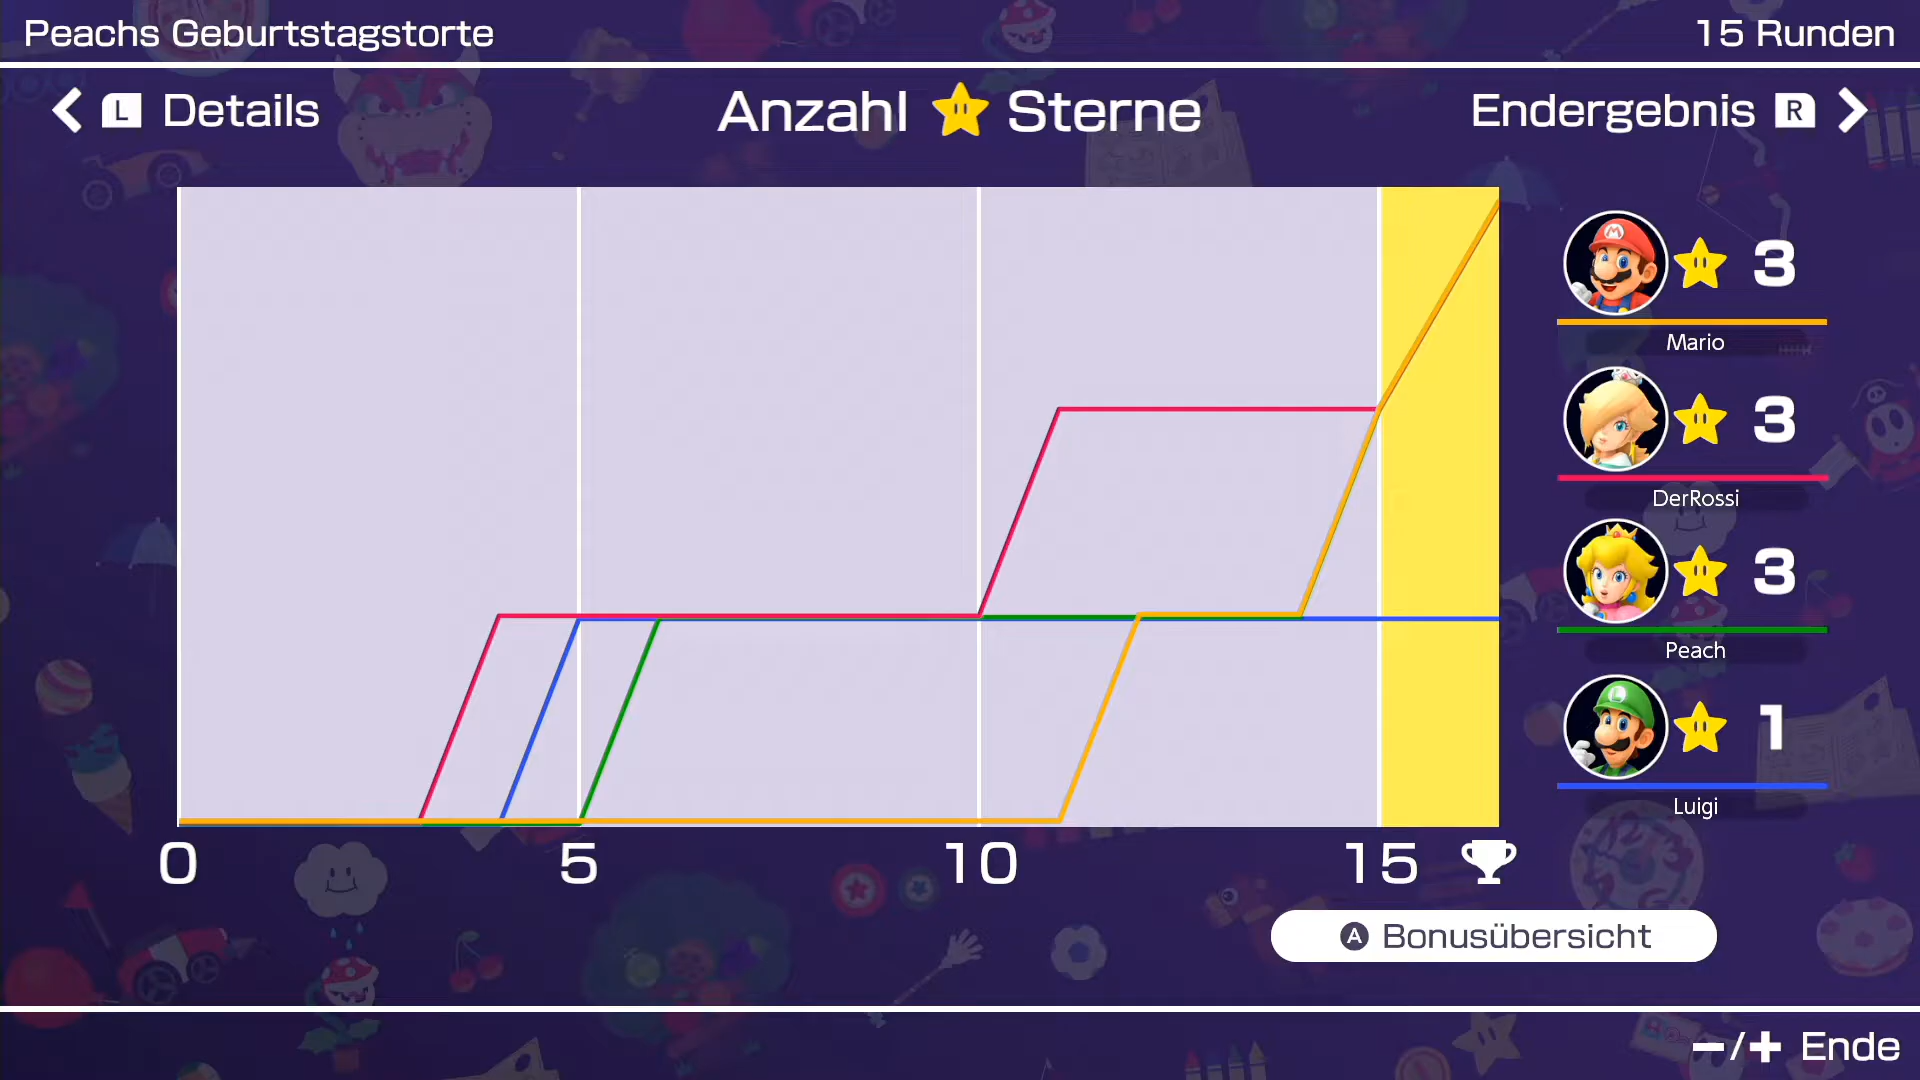 Peachs Geburtstagstorte
15 Runden
L Details
Anzahl Sterne
Endergebnis R
3
Mario
3
DerRossi
3
Peach
1
Luigi
0 5 10 15
A Bonusübersicht
−/+ Ende